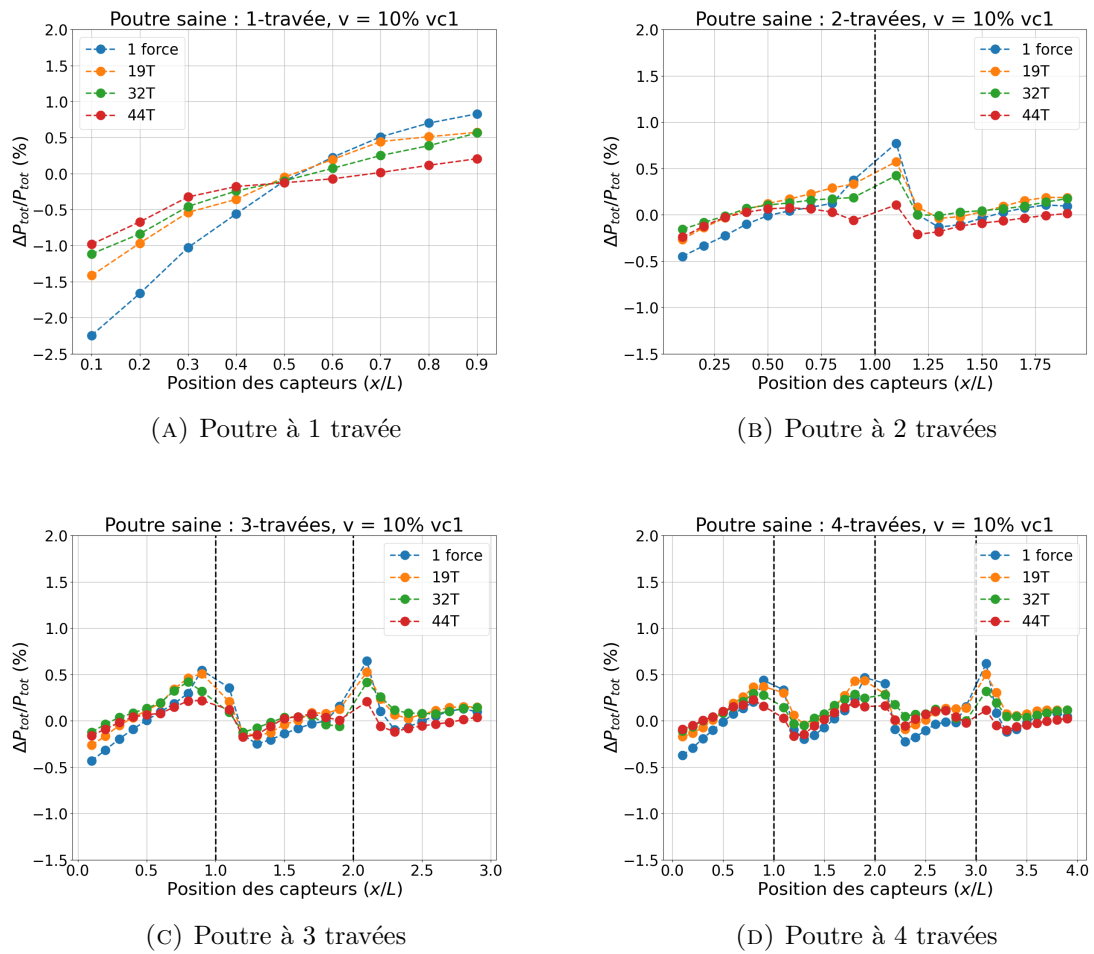 Poutre saine : 1-travée, v = 10% vc1
2.0
1.5
1.0
0.5
0.0
−0.5
−1.0
−1.5
−2.0
−2.5
1 force
19T
32T
44T
ΔP_tot/P_tot (%)
0.1 0.2 0.3 0.4 0.5 0.6 0.7 0.8 0.9
Position des capteurs (x/L)
(A) Poutre à 1 travée
Poutre saine : 2-travées, v = 10% vc1
2.0
1.5
1.0
0.5
0.0
−0.5
−1.0
−1.5
1 force
19T
32T
44T
ΔP_tot/P_tot (%)
0.25 0.50 0.75 1.00 1.25 1.50 1.75
Position des capteurs (x/L)
(B) Poutre à 2 travées
Poutre saine : 3-travées, v = 10% vc1
2.0
1.5
1.0
0.5
0.0
−0.5
−1.0
−1.5
1 force
19T
32T
44T
ΔP_tot/P_tot (%)
0.0 0.5 1.0 1.5 2.0 2.5 3.0
Position des capteurs (x/L)
(C) Poutre à 3 travées
Poutre saine : 4-travées, v = 10% vc1
2.0
1.5
1.0
0.5
0.0
−0.5
−1.0
−1.5
1 force
19T
32T
44T
ΔP_tot/P_tot (%)
0.0 0.5 1.0 1.5 2.0 2.5 3.0 3.5 4.0
Position des capteurs (x/L)
(D) Poutre à 4 travées